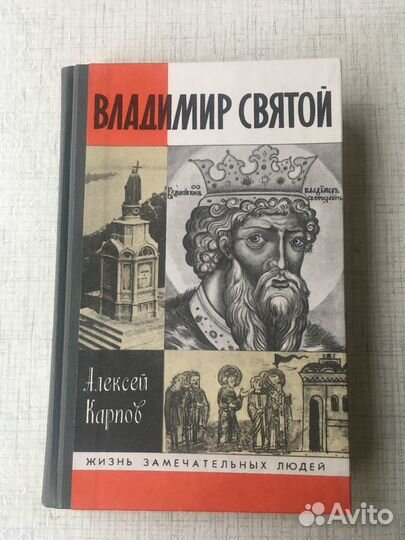 ВЛАДИМИР СВЯТОЙ
Алексей
Карпов
ЖИЗНЬ ЗАМЕЧАТЕЛЬНЫХ ЛЮДЕЙ
Avito